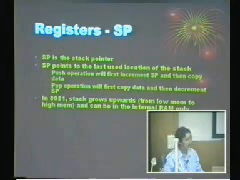 Registers - SP
SP is the stack pointer
SP points to the last used location of the stack
Push operation will first increment SP and then copy
data
Pop operation will first copy data and then decrement
SP
In 8051, stack grows upwards (from low mem to
high mem) and can be in the internal RAM only